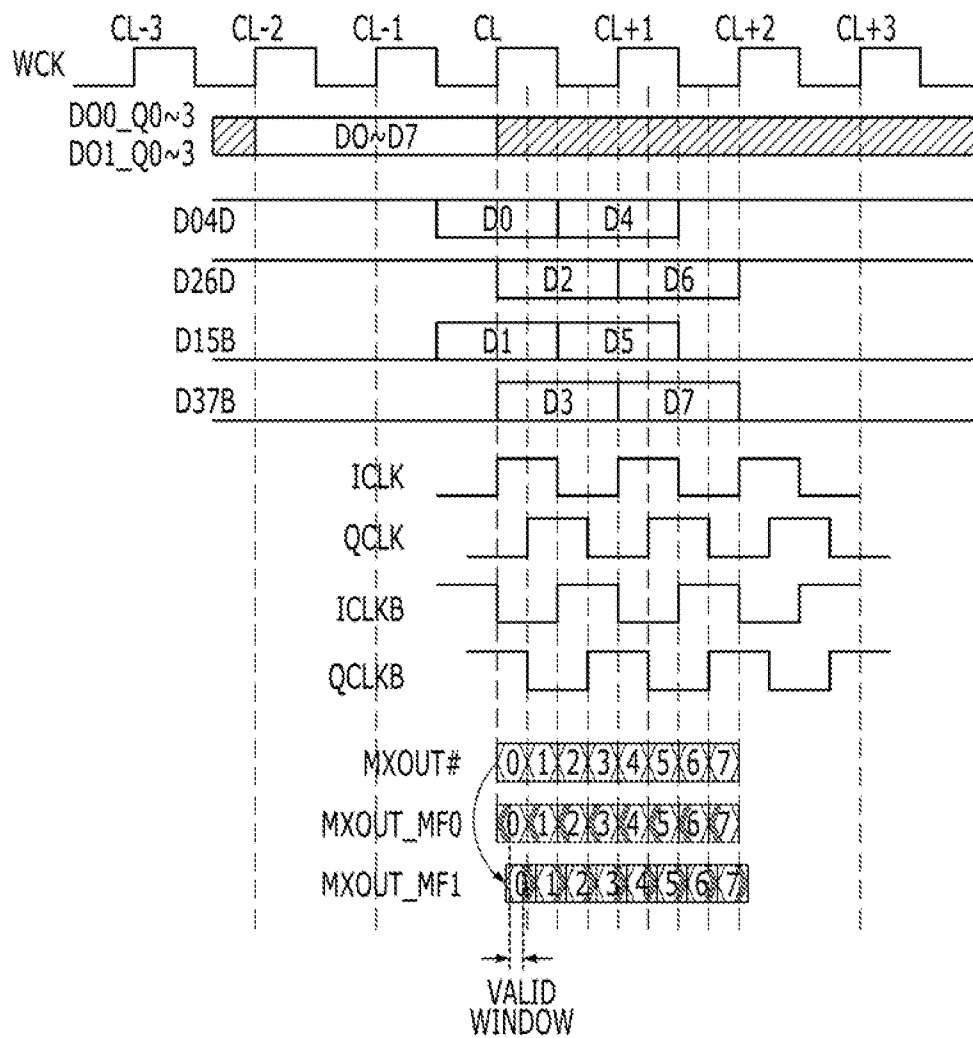 CL-3 CL-2 CL-1 CL CL+1 CL+2 CL+3
WCK
DO0_Q0~3
DO1_Q0~3
DO~D7
D04D D0 D4
D26D D2 D6
D15B D1 D5
D37B D3 D7
ICLK
QCLK
ICLKB
QCLKB
MXOUT# 0 1 2 3 4 5 6 7
MXOUT_MF0 0 1 2 3 4 5 6 7
MXOUT_MF1 0 1 2 3 4 5 6 7
VALID
WINDOW